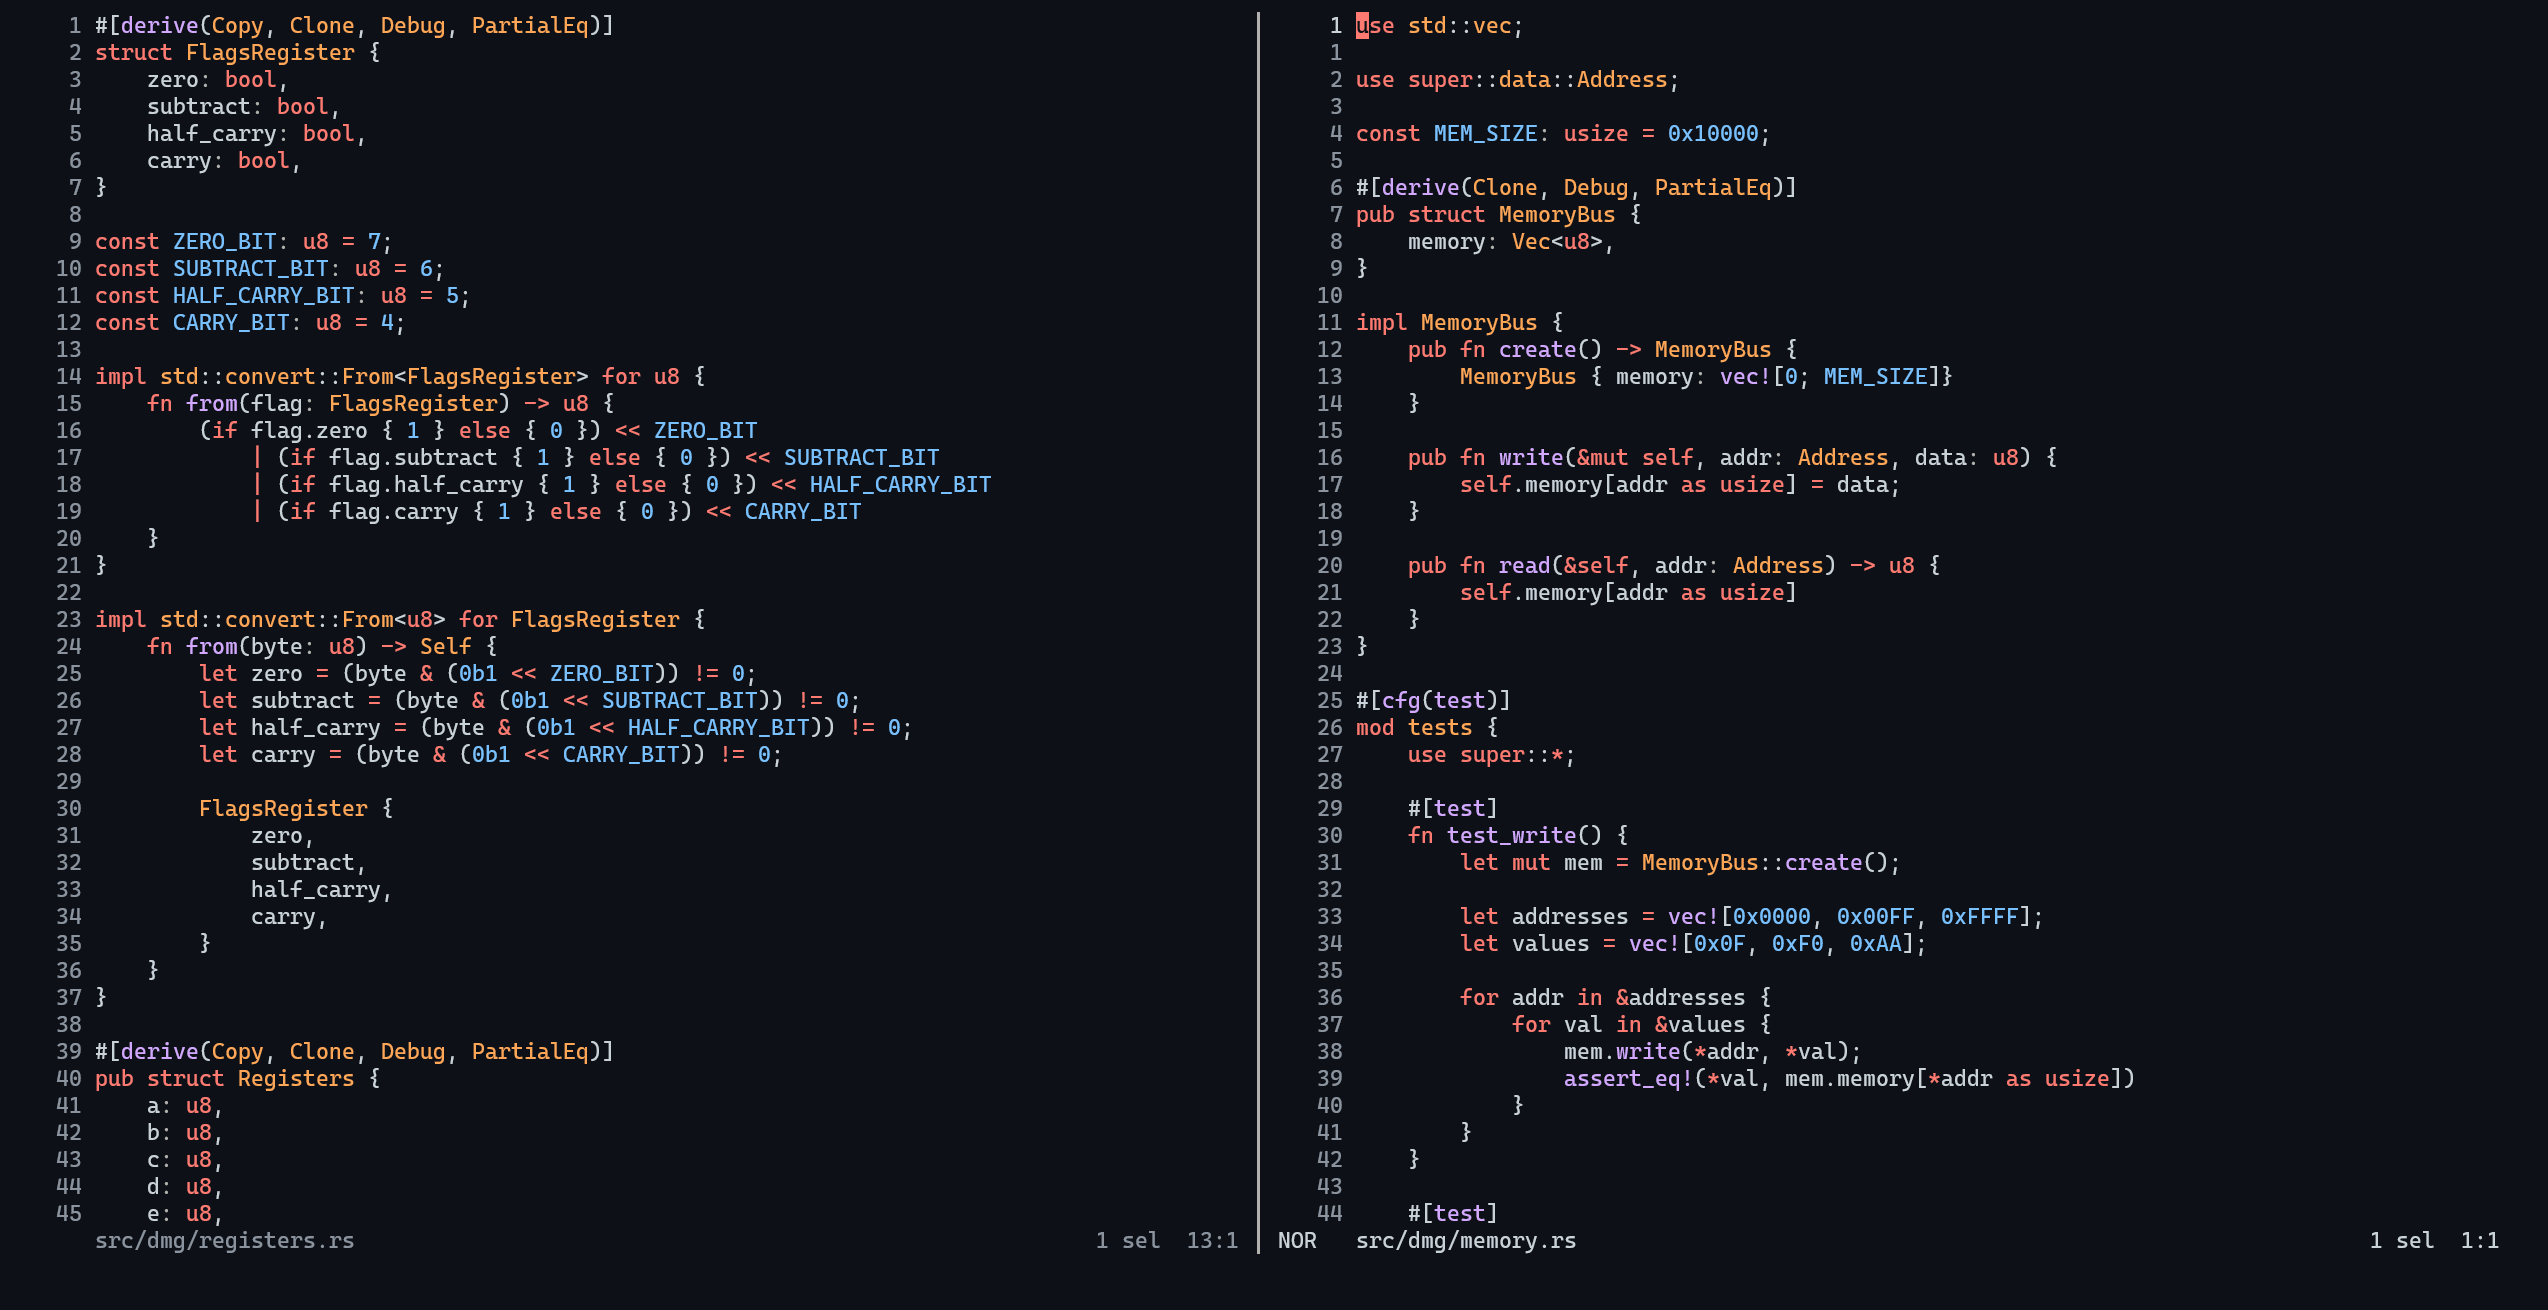 1 #[derive(Copy, Clone, Debug, PartialEq)]
2 struct FlagsRegister {
3     zero: bool,
4     subtract: bool,
5     half_carry: bool,
6     carry: bool,
7 }
8
9 const ZERO_BIT: u8 = 7;
10 const SUBTRACT_BIT: u8 = 6;
11 const HALF_CARRY_BIT: u8 = 5;
12 const CARRY_BIT: u8 = 4;
13
14 impl std::convert::From<FlagsRegister> for u8 {
15     fn from(flag: FlagsRegister) -> u8 {
16         (if flag.zero { 1 } else { 0 }) << ZERO_BIT
17             | (if flag.subtract { 1 } else { 0 }) << SUBTRACT_BIT
18             | (if flag.half_carry { 1 } else { 0 }) << HALF_CARRY_BIT
19             | (if flag.carry { 1 } else { 0 }) << CARRY_BIT
20     }
21 }
22
23 impl std::convert::From<u8> for FlagsRegister {
24     fn from(byte: u8) -> Self {
25         let zero = (byte & (0b1 << ZERO_BIT)) != 0;
26         let subtract = (byte & (0b1 << SUBTRACT_BIT)) != 0;
27         let half_carry = (byte & (0b1 << HALF_CARRY_BIT)) != 0;
28         let carry = (byte & (0b1 << CARRY_BIT)) != 0;
29
30         FlagsRegister {
31             zero,
32             subtract,
33             half_carry,
34             carry,
35         }
36     }
37 }
38
39 #[derive(Copy, Clone, Debug, PartialEq)]
40 pub struct Registers {
41     a: u8,
42     b: u8,
43     c: u8,
44     d: u8,
45     e: u8,
src/dmg/registers.rs 1 sel 13:1
1 use std::vec;
1
2 use super::data::Address;
3
4 const MEM_SIZE: usize = 0x10000;
5
6 #[derive(Clone, Debug, PartialEq)]
7 pub struct MemoryBus {
8     memory: Vec<u8>,
9 }
10
11 impl MemoryBus {
12     pub fn create() -> MemoryBus {
13         MemoryBus { memory: vec![0; MEM_SIZE]}
14     }
15
16     pub fn write(&mut self, addr: Address, data: u8) {
17         self.memory[addr as usize] = data;
18     }
19
20     pub fn read(&self, addr: Address) -> u8 {
21         self.memory[addr as usize]
22     }
23 }
24
25 #[cfg(test)]
26 mod tests {
27     use super::*;
28
29     #[test]
30     fn test_write() {
31         let mut mem = MemoryBus::create();
32
33         let addresses = vec![0x0000, 0x00FF, 0xFFFF];
34         let values = vec![0x0F, 0xF0, 0xAA];
35
36         for addr in &addresses {
37             for val in &values {
38                 mem.write(*addr, *val);
39                 assert_eq!(*val, mem.memory[*addr as usize])
40             }
41         }
42     }
43
44     #[test]
NOR src/dmg/memory.rs 1 sel 1:1